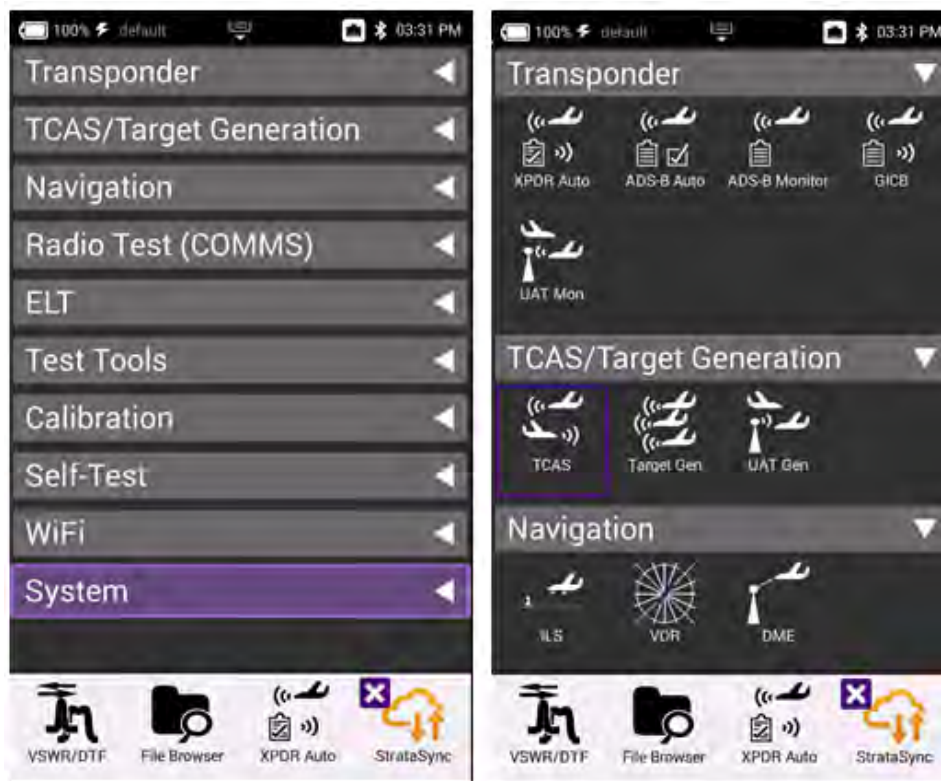 100% default 03:31 PM
Transponder
TCAS/Target Generation
Navigation
Radio Test (COMMS)
ELT
Test Tools
Calibration
Self-Test
WiFi
System
VSWR/DTF File Browser XPDR Auto StrataSync
100% default 03:31 PM
Transponder
XPDR Auto ADS-B Auto ADS-B Monitor GICB
UAT Mon
TCAS/Target Generation
TCAS Target Gen UAT Gen
Navigation
ILS VOR DME
VSWR/DTF File Browser XPDR Auto StrataSync